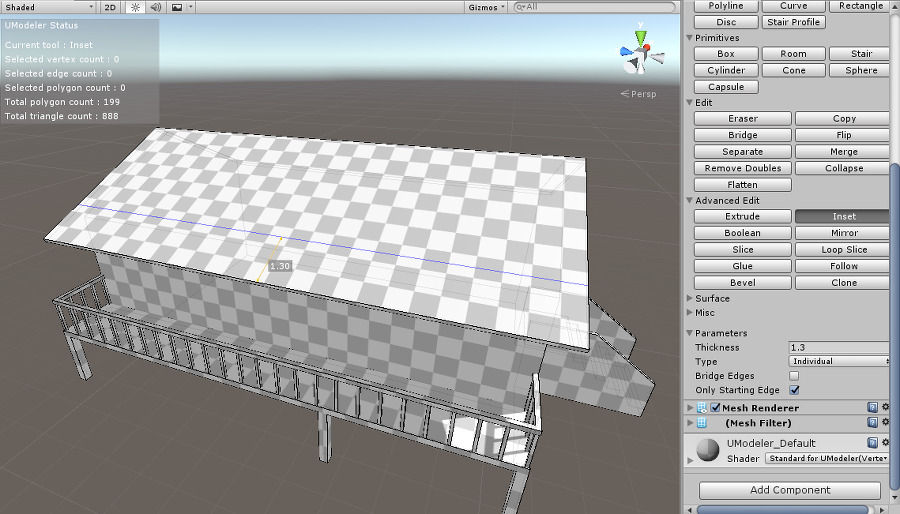 Shaded 2D Gizmos All
UModeler Status
Current tool : Inset
Selected vertex count : 0
Selected edge count : 0
Selected polygon count : 0
Total polygon count : 199
Total triangle count : 888
y
Persp
1.30
Polyline Curve Rectangle
Disc Stair Profile
Primitives
Box Room Stair
Cylinder Cone Sphere
Capsule
Edit
Eraser Copy
Bridge Flip
Separate Merge
Remove Doubles Collapse
Flatten
Advanced Edit
Extrude Inset
Boolean Mirror
Slice Loop Slice
Glue Follow
Bevel Clone
Surface
Misc
Parameters
Thickness 1.3
Type Individual
Bridge Edges
Only Starting Edge
Mesh Renderer
(Mesh Filter)
UModeler_Default
Shader Standard for UModeler(Verte
Add Component